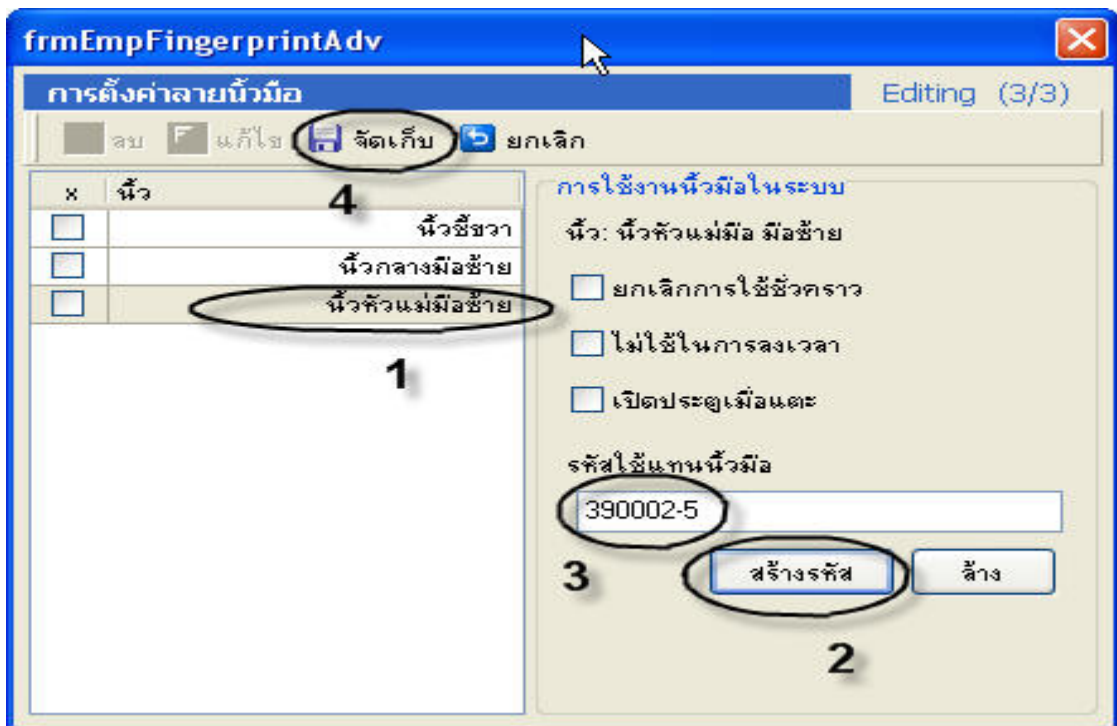 frmEmpFingerprintAdv
การตั้งค่าลายนิ้วมือ
Editing (3/3)
ลบ แก้ไข จัดเก็บ ยกเลิก
4
x นิ้ว
นิ้วชี้ขวา
นิ้วกลางมือซ้าย
นิ้วหัวแม่มือซ้าย
1
การใช้งานนิ้วมือในระบบ
นิ้ว: นิ้วหัวแม่มือ มือซ้าย
ยกเลิกการใช้ชั่วคราว
ไม่ใช้ในการลงเวลา
เปิดประตูเมื่อแตะ
รหัสใช้แทนนิ้วมือ
390002-5
3
สร้างรหัส ล้าง
2